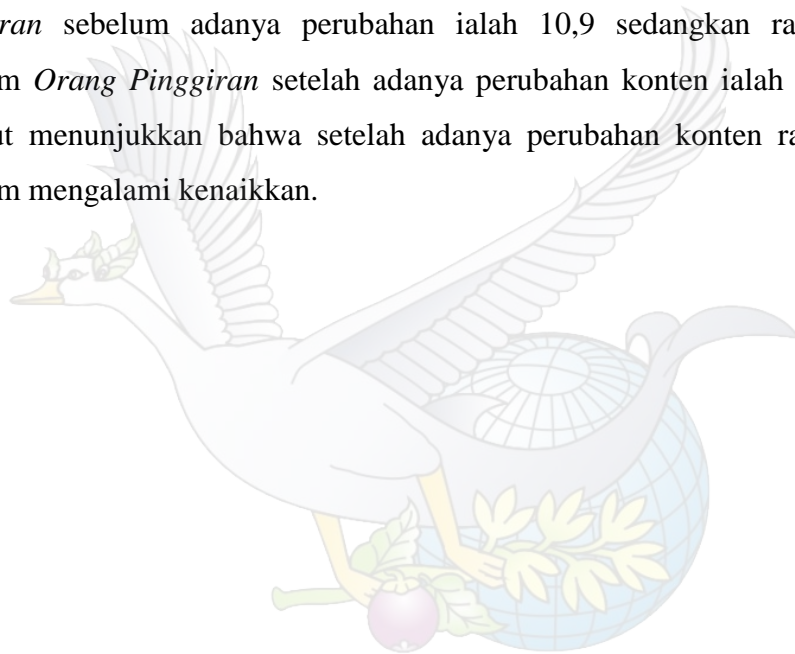 ran sebelum adanya perubahan ialah 10,9 sedangkan ra
m Orang Pinggiran setelah adanya perubahan konten ialah
ut menunjukkan bahwa setelah adanya perubahan konten ra
m mengalami kenaikkan.